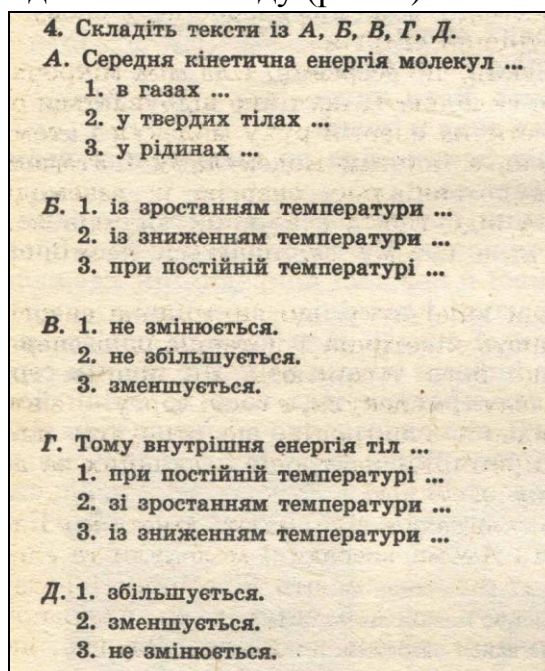 4. Складіть тексти із А, Б, В, Г, Д.
А. Середня кінетична енергія молекул ...
1. в газах ...
2. у твердих тілах ...
3. у рідинах ...
Б. 1. із зростанням температури ...
2. із зниженням температури ...
3. при постійній температурі ...
В. 1. не змінюється.
2. не збільшується.
3. зменшується.
Г. Тому внутрішня енергія тіл ...
1. при постійній температурі ...
2. зі зростанням температури ...
3. із зниженням температури ...
Д. 1. збільшується.
2. зменшується.
3. не змінюється.